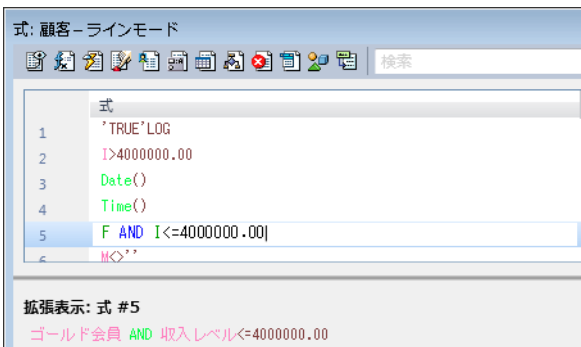 式: 顧客 – ラインモード
検索
式
1 'TRUE'LOG
2 I>4000000.00
3 Date()
4 Time()
5 F AND I<=4000000.00
6 M<>''
拡張表示: 式 #5
ゴールド会員 AND 収入レベル<=4000000.00